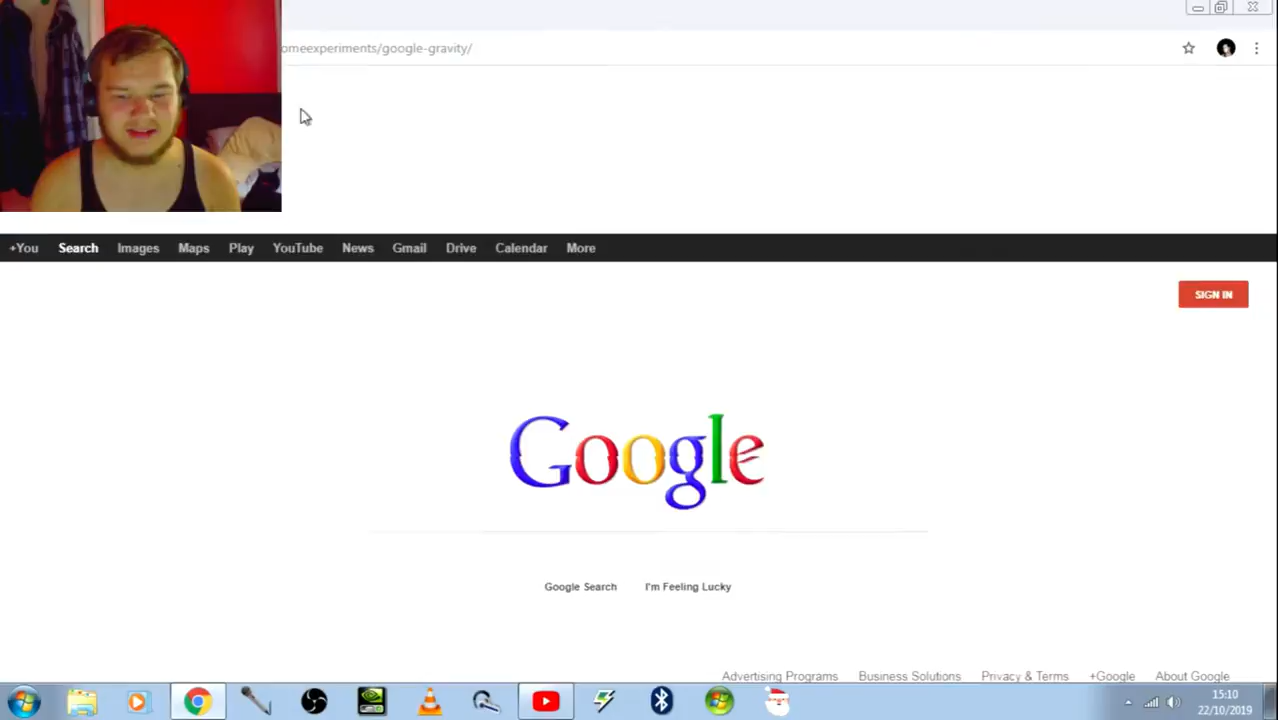 omeexperiments/google-gravity/
+You Search Images Maps Play YouTube News Gmail Drive Calendar More
SIGN IN
Google
Google Search I'm Feeling Lucky
Advertising Programs Business Solutions Privacy & Terms +Google About Google
15:10
22/10/2019